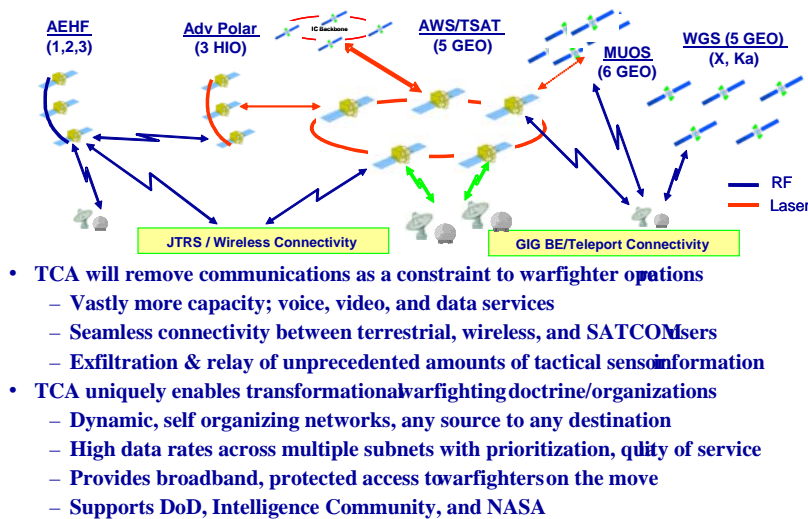 AEHF
(1,2,3)
Adv Polar
(3 HIO)
IC Backbone
AWS/TSAT
(5 GEO)
MUOS
(6 GEO)
WGS (5 GEO)
(X, Ka)
RF
Laser
JTRS / Wireless Connectivity
GIG BE/Teleport Connectivity
• TCA will remove communications as a constraint to warfighter operations
– Vastly more capacity; voice, video, and data services
– Seamless connectivity between terrestrial, wireless, and SATCOM users
– Exfiltration & relay of unprecedented amounts of tactical sensor information
• TCA uniquely enables transformational warfighting doctrine/organizations
– Dynamic, self organizing networks, any source to any destination
– High data rates across multiple subnets with prioritization, quality of service
– Provides broadband, protected access to warfighters on the move
– Supports DoD, Intelligence Community, and NASA